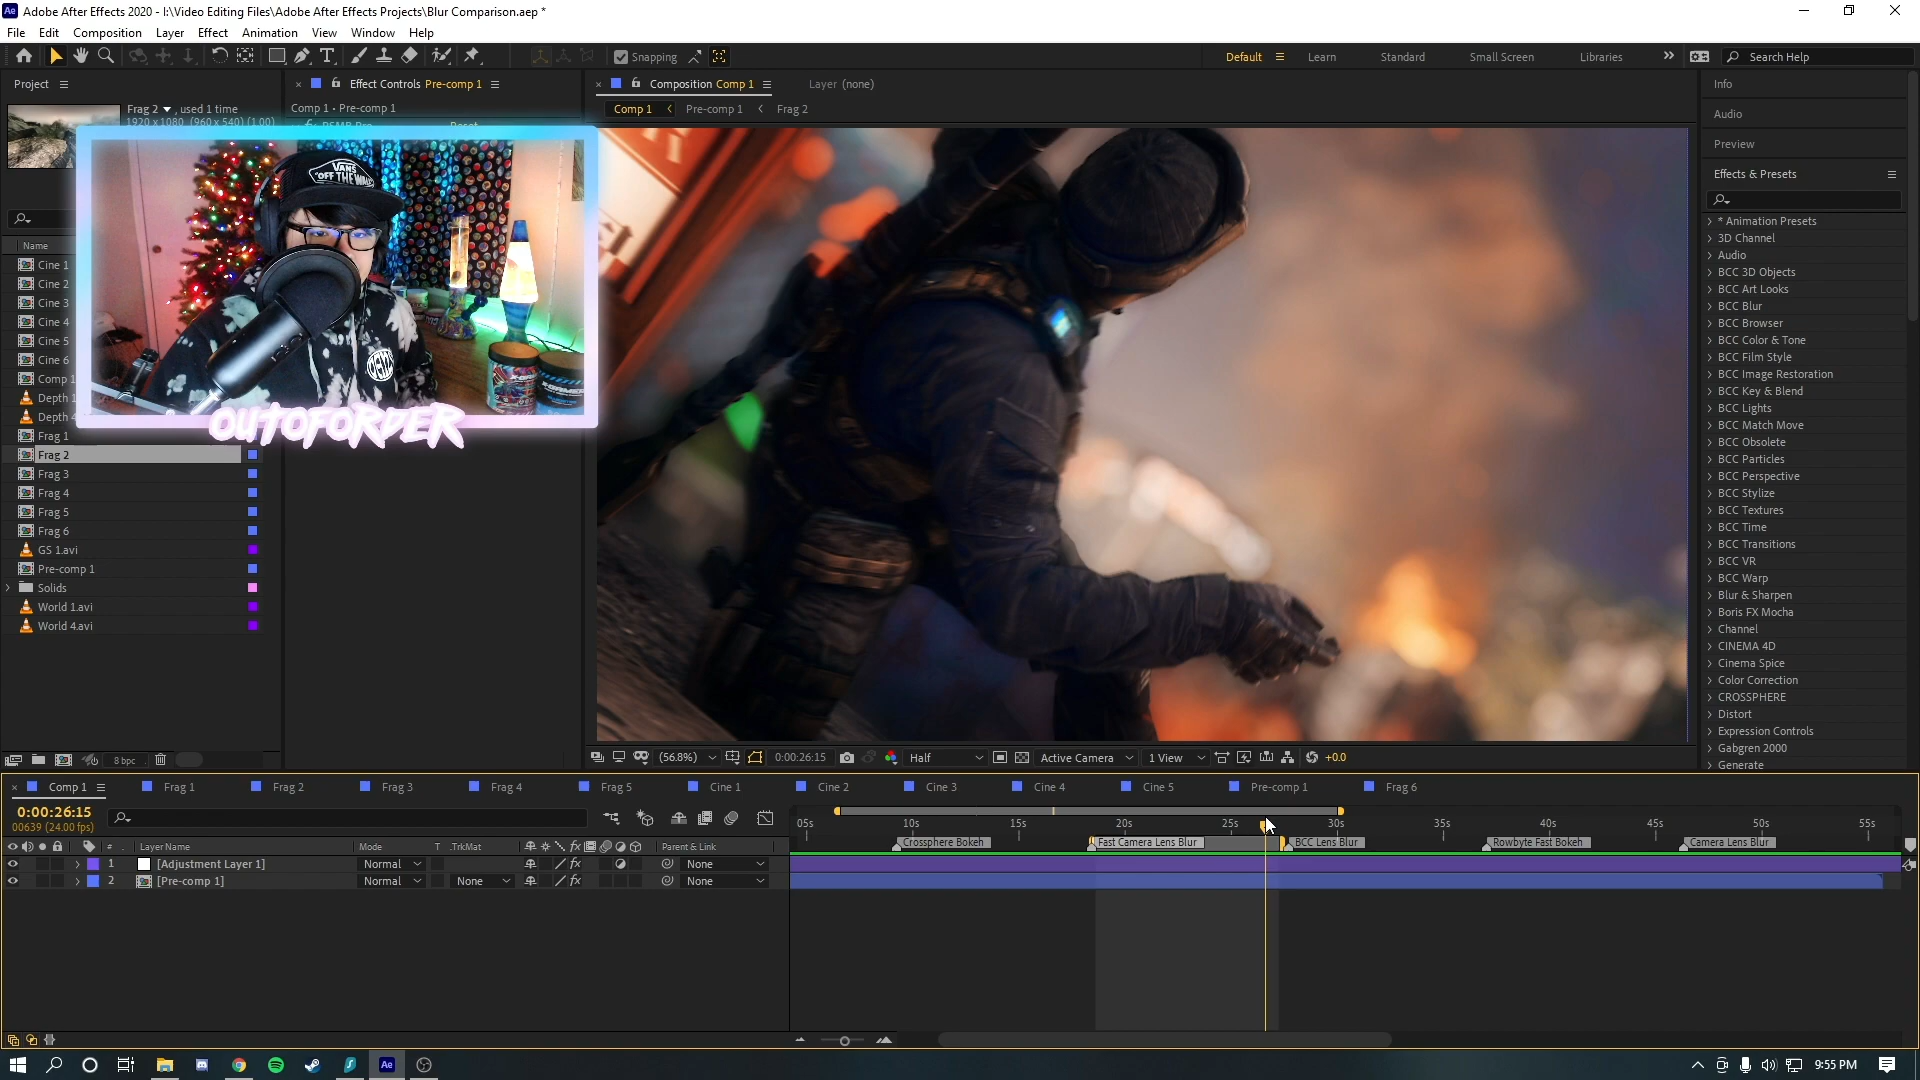 Adobe After Effects 2020 - I:\Video Editing Files\Adobe After Effects Projects\Blur Comparison.aep *
File Edit Composition Layer Effect Animation View Window Help
Snapping
Default Learn Standard Small Screen Libraries Search Help
Project
Effect Controls Pre-comp 1
Composition Comp 1
Layer (none)
Info
Frag 2 , used 1 time
1920 x 1080 (960 x 540) (1.00)
Comp 1 • Pre-comp 1
RSMB Pro Reset
Comp 1 Pre-comp 1 Frag 2
Audio
Preview
Effects & Presets
VANS
"OFF THE WALL"
OUTOFORDER
Name
Cine 1
Cine 2
Cine 3
Cine 4
Cine 5
Cine 6
Comp 1
Depth 1
Depth 4
Frag 1
Frag 2
Frag 3
Frag 4
Frag 5
Frag 6
GS 1.avi
Pre-comp 1
Solids
World 1.avi
World 4.avi
* Animation Presets
3D Channel
Audio
BCC 3D Objects
BCC Art Looks
BCC Blur
BCC Browser
BCC Color & Tone
BCC Film Style
BCC Image Restoration
BCC Key & Blend
BCC Lights
BCC Match Move
BCC Obsolete
BCC Particles
BCC Perspective
BCC Stylize
BCC Textures
BCC Time
BCC Transitions
BCC VR
BCC Warp
Blur & Sharpen
Boris FX Mocha
Channel
CINEMA 4D
Cinema Spice
Color Correction
CROSSPHERE
Distort
Expression Controls
Gabgren 2000
Generate
8 bpc
(56.8%) 0:00:26:15 Half Active Camera 1 View +0.0
Comp 1 Frag 1 Frag 2 Frag 3 Frag 4 Frag 5 Cine 1 Cine 2 Cine 3 Cine 4 Cine 5 Pre-comp 1 Frag 6
0:00:26:15
00639 (24.00 fps)
05s 10s 15s 20s 25s 30s 35s 40s 45s 50s 55s
Crossphere Bokeh Fast Camera Lens Blur BCC Lens Blur Rowbyte Fast Bokeh Camera Lens Blur
# Layer Name Mode T .TrkMat Parent & Link
1 [Adjustment Layer 1] Normal None
2 [Pre-comp 1] Normal None None
Ae 9:55 PM